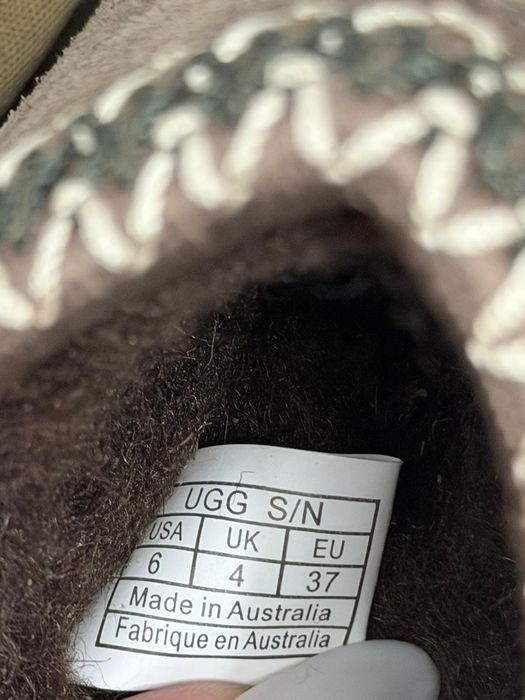 UGG S/N
USA UK EU
6 4 37
Made in Australia
Fabrique en Australia